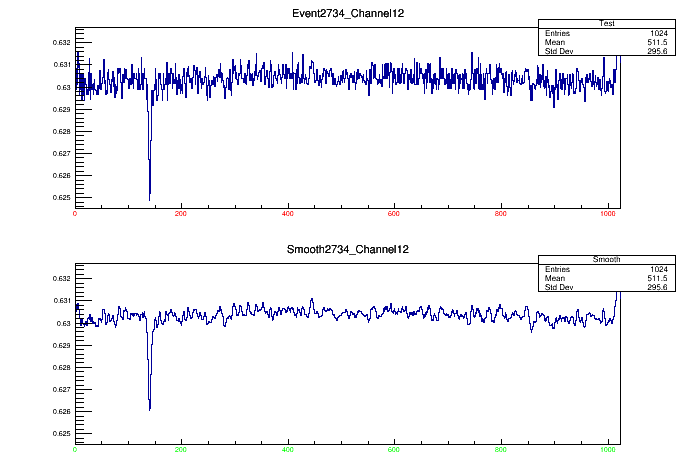 Event2734_Channel12
Test
Entries 1024
Mean 511.5
Std Dev 295.6
0.632
0.631
0.63
0.629
0.628
0.627
0.626
0.625
0 200 400 600 800 1000
Smooth2734_Channel12
Smooth
Entries 1024
Mean 511.5
Std Dev 295.6
0.632
0.631
0.63
0.629
0.628
0.627
0.626
0.625
0 200 400 600 800 1000